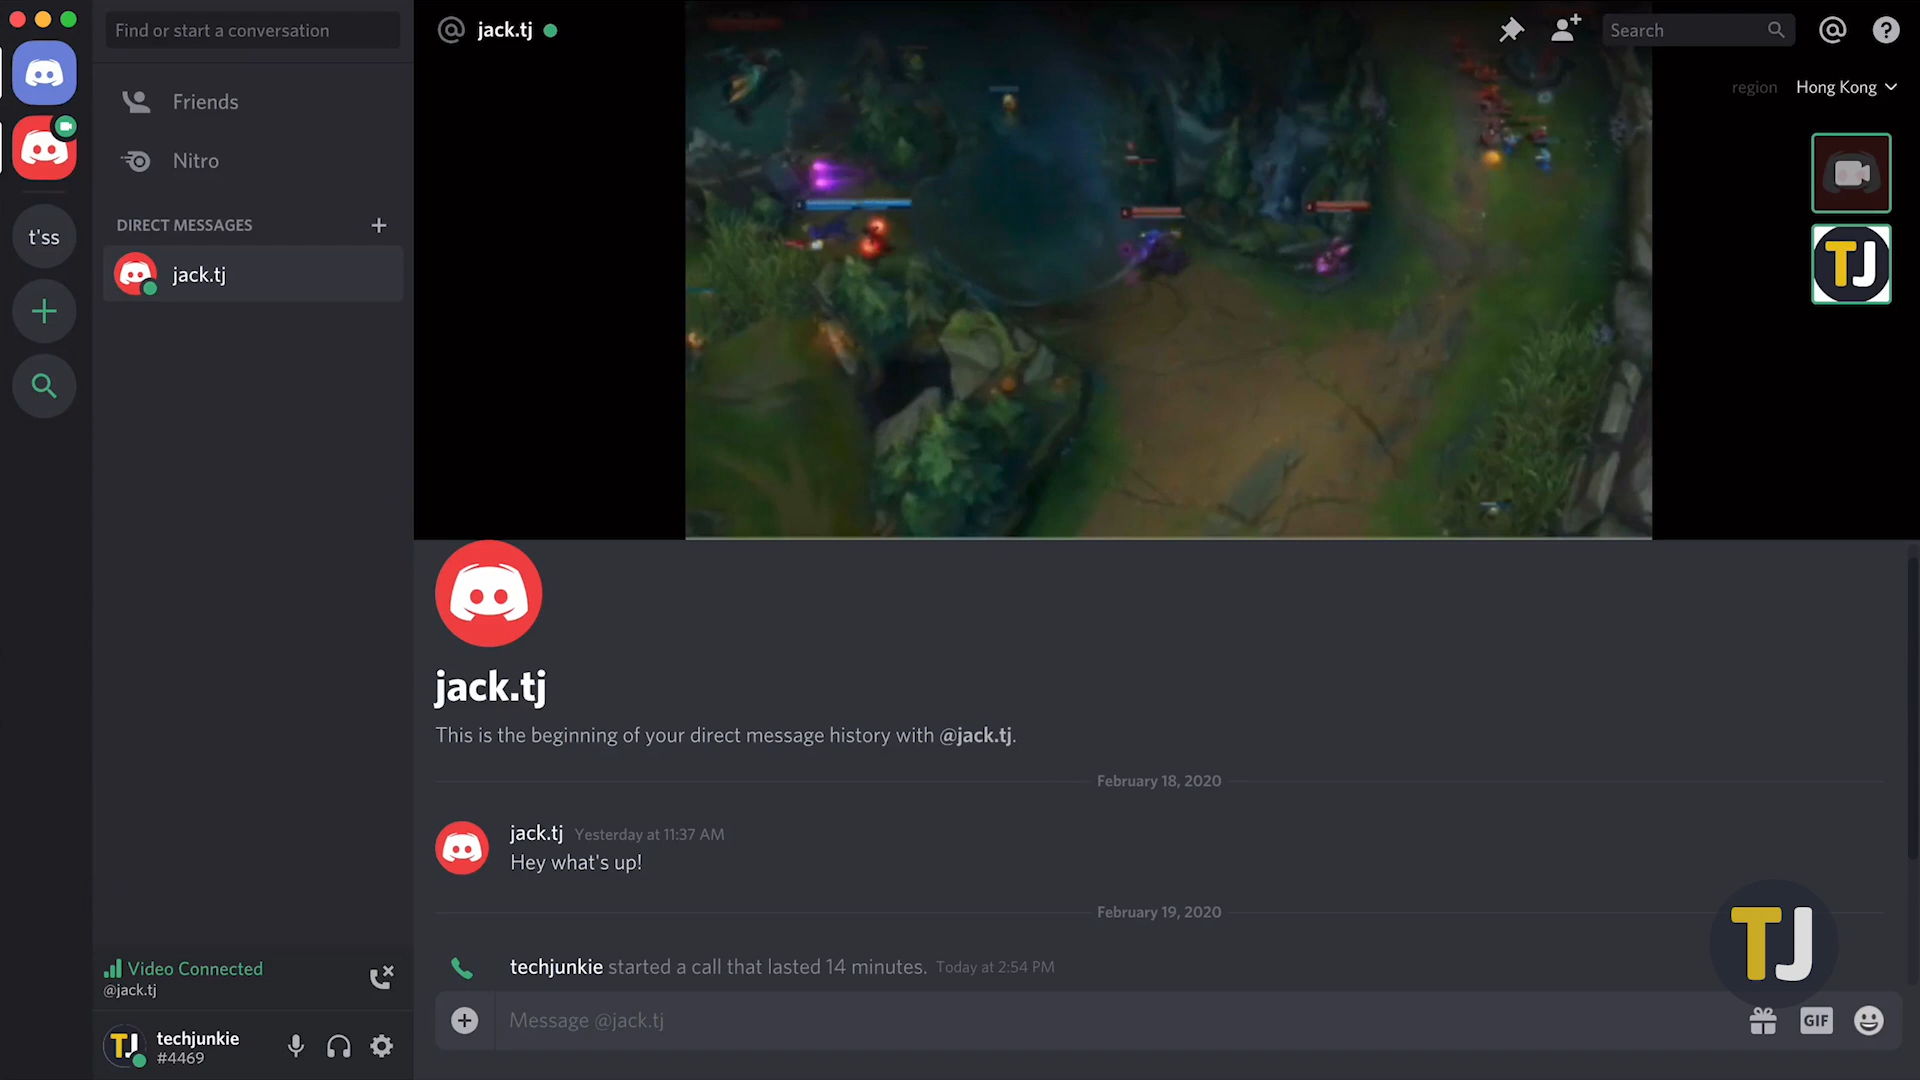 Find or start a conversation
Friends
Nitro
DIRECT MESSAGES
jack.tj
t'ss
jack.tj
Search
region Hong Kong
TJ
jack.tj
This is the beginning of your direct message history with @jack.tj.
February 18, 2020
jack.tj Yesterday at 11:37 AM
Hey what's up!
February 19, 2020
techjunkie started a call that lasted 14 minutes. Today at 2:54 PM
Message @jack.tj
GIF
TJ
Video Connected
@jack.tj
TJ
techjunkie
#4469